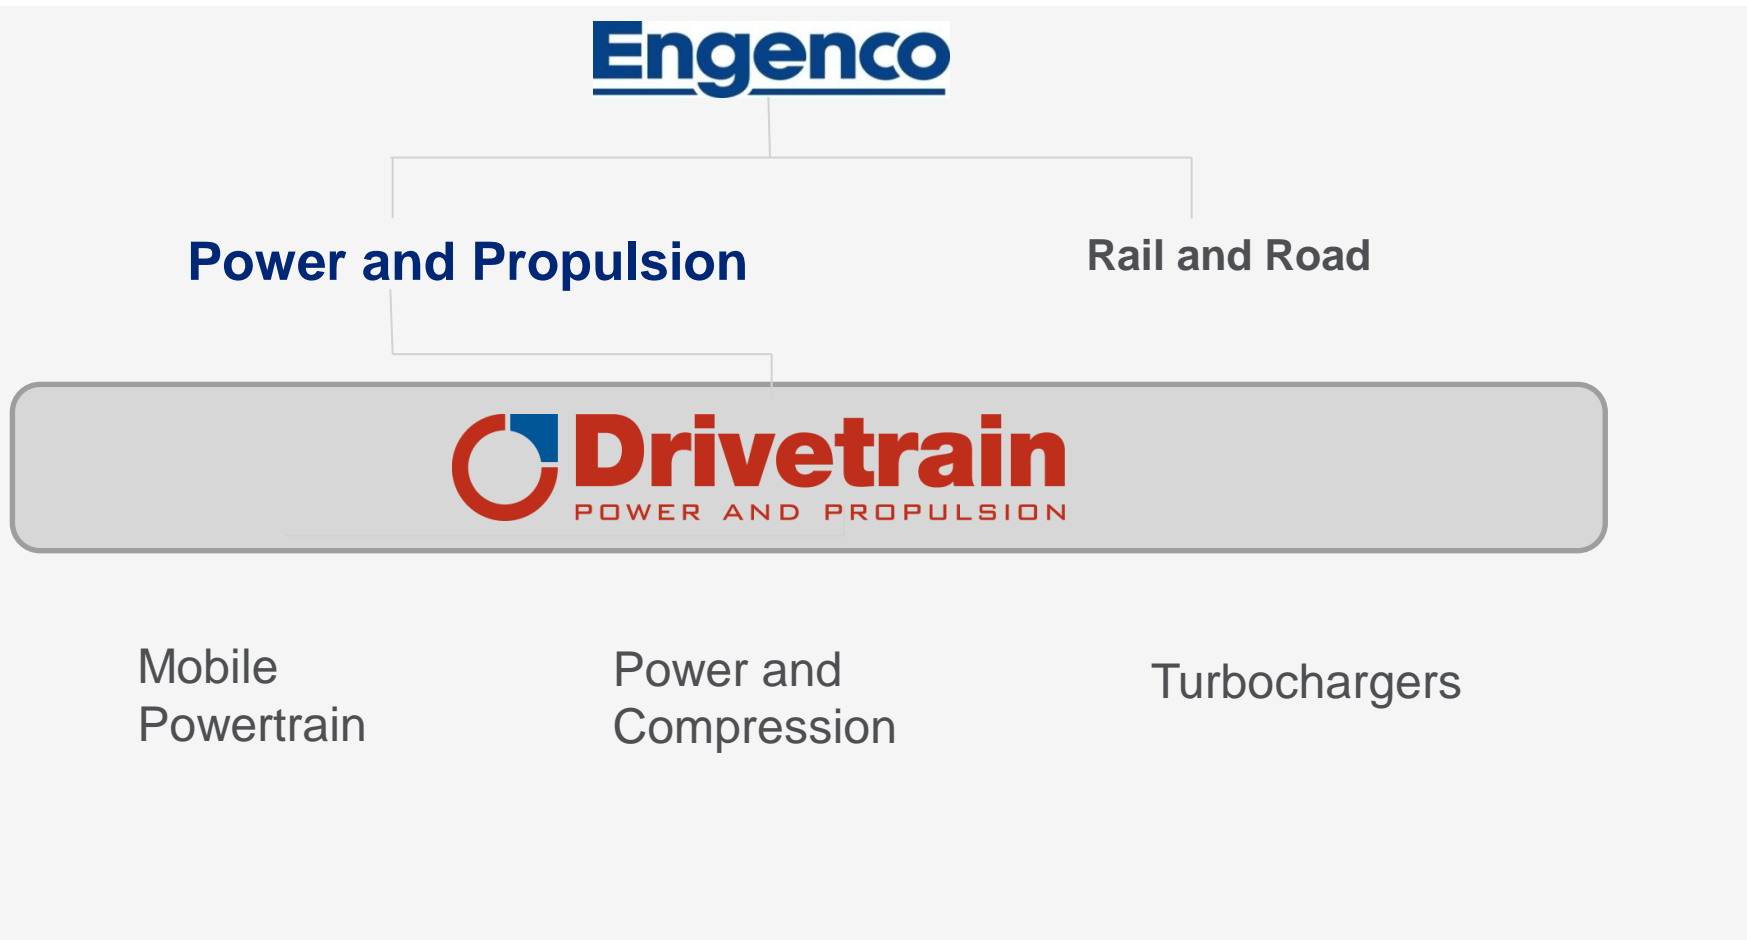 Engenco
Power and Propulsion
Rail and Road
Drivetrain
POWER AND PROPULSION
Mobile
Powertrain
Power and
Compression
Turbochargers